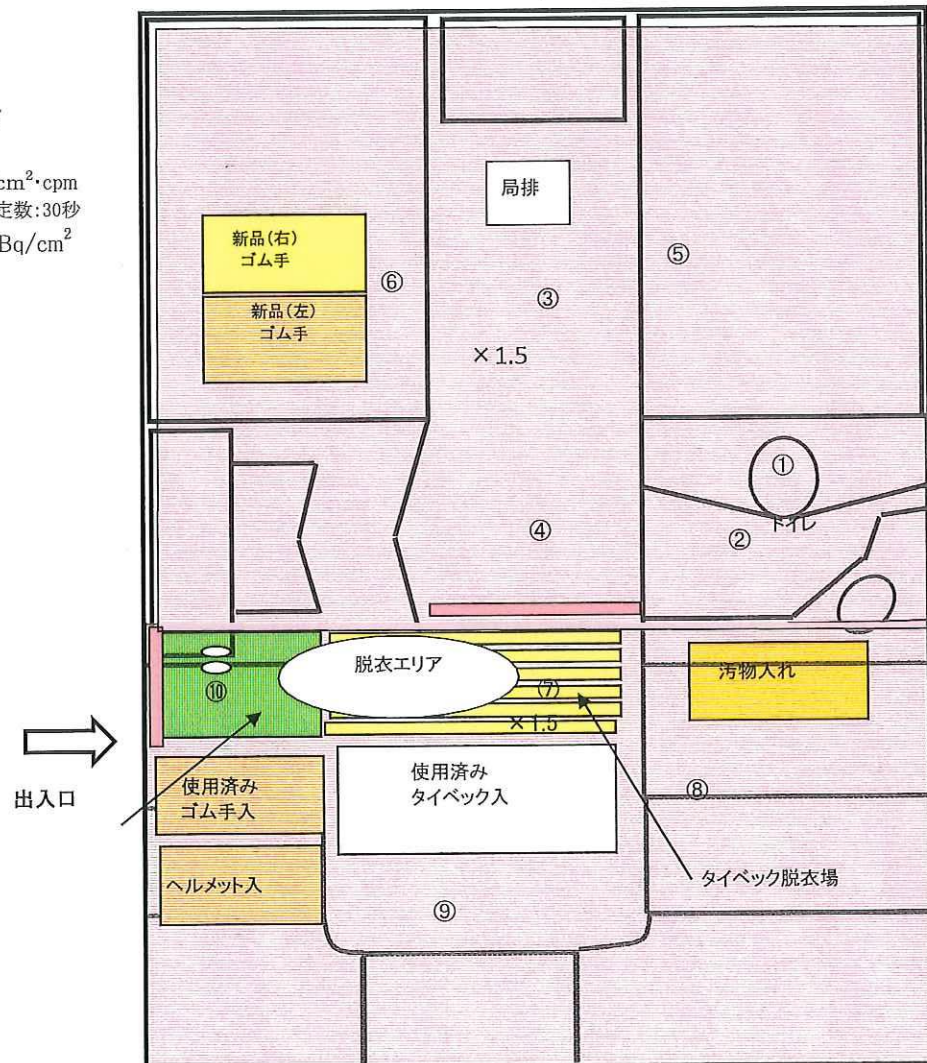 cm²・cpm
定数:30秒
Bq/cm²
局排
新品(右)
ゴム手
⑥
⑤
③
新品(左)
ゴム手
×1.5
①
トイレ
②
④
脱衣エリア
汚物入れ
⑩
(7)
×1.5
出入口
使用済み
ゴム手入
使用済み
タイベック入
⑧
ヘルメット入
タイベック脱衣場
⑨